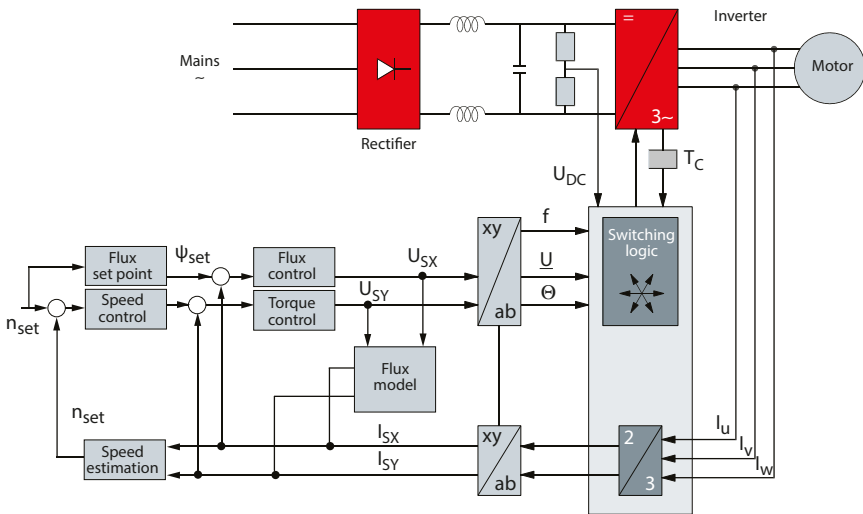 Mains
~
Rectifier
=
3~
Inverter
Motor
U_DC
T_C
n_set
Flux
set point
Ψ_set
Speed
control
Flux
control
Torque
control
U_SX
U_SY
Flux
model
xy
ab
f
U
Θ
Switching
logic
n_set
Speed
estimation
I_SX
I_SY
xy
ab
2
3
I_u
I_v
I_w